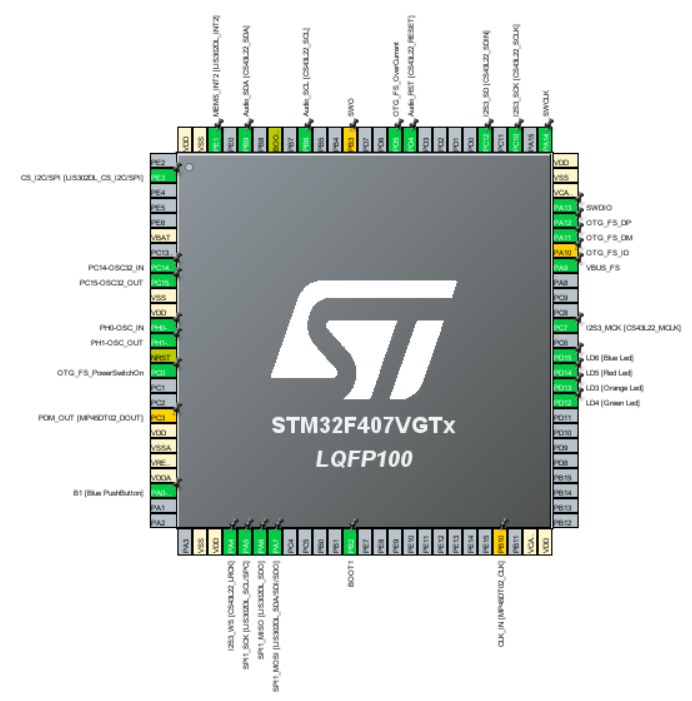 MEMS_INT2 [LIS302DL_INT2]
Audio_SDA [CS43L22_SDA]
Audio_SCL [CS43L22_SCL]
SWO
OTG_FS_OverCurrent
Audio_RST [CS43L22_RESET]
I2S3_SD [CS43L22_SDIN]
I2S3_SCK [CS43L22_SCLK]
SWCLK
VDD
VSS
PE1
PE0
PB9
PB8
BOO..
PB7
PB6
PB5
PB4
PB3
PD7
PD6
PD5
PD4
PD3
PD2
PD1
PD0
PC12
PC11
PC10
PA15
PA14
PE2
CS_I2C/SPI [LIS302DL_CS_I2C/SPI]
PE3
PE4
PE5
PE6
VBAT
PC13..
PC14-OSC32_IN
PC14..
PC15-OSC32_OUT
PC15..
VSS
VDD
PH0-OSC_IN
PH0-..
PH1-OSC_OUT
PH1-..
NRST
OTG_FS_PowerSwitchOn
PC0
PC1
PC2
PDM_OUT [MP45DT02_DOUT]
PC3
VDD
VSSA
VRE..
VDDA
B1 [Blue PushButton]
PA0-..
PA1
PA2
ST
STM32F407VGTx
LQFP100
VDD
VSS
VCA..
PA13
SWDIO
PA12
OTG_FS_DP
PA11
OTG_FS_DM
PA10
OTG_FS_ID
PA9
VBUS_FS
PA8
PC9
PC8
PC7
I2S3_MCK [CS43L22_MCLK]
PC6
PD15
LD6 [Blue Led]
PD14
LD5 [Red Led]
PD13
LD3 [Orange Led]
PD12
LD4 [Green Led]
PD11
PD10
PD9
PD8
PB15
PB14
PB13
PB12
PA3
VSS
VDD
PA4
PA5
PA6
PA7
PC4
PC5
PB0
PB1
PB2
PE7
PE8
PE9
PE10
PE11
PE12
PE13
PE14
PE15
PB10
PB11
VCA..
VDD
I2S3_WS [CS43L22_LRCK]
SPI1_SCK [LIS302DL_SCL/SPC]
SPI1_MISO [LIS302DL_SDO]
SPI1_MOSI [LIS302DL_SDA/SDI/SDO]
BOOT1
CLK_IN [MP45DT02_CLK]